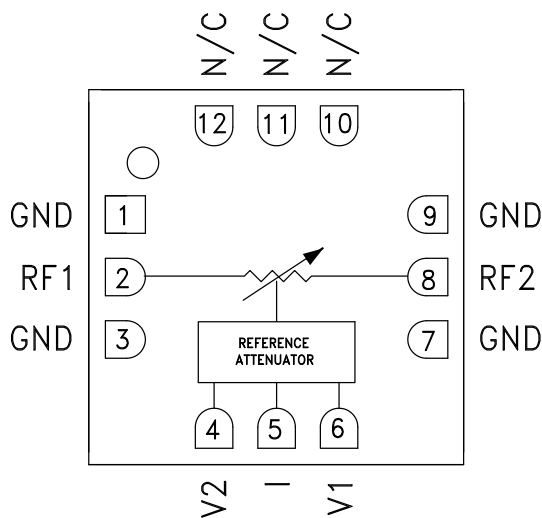 N/C N/C N/C
12 11 10
GND 1 9 GND
RF1 2 8 RF2
GND 3 7 GND
REFERENCE
ATTENUATOR
4 5 6
V2 I V1